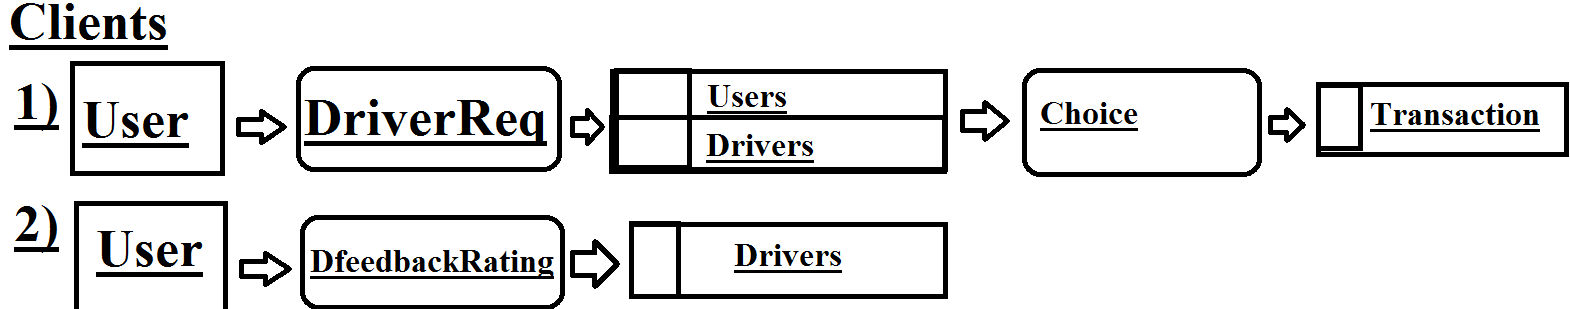 Clients
1)
User
DriverReq
Users
Drivers
Choice
Transaction
2)
User
DfeedbackRating
Drivers